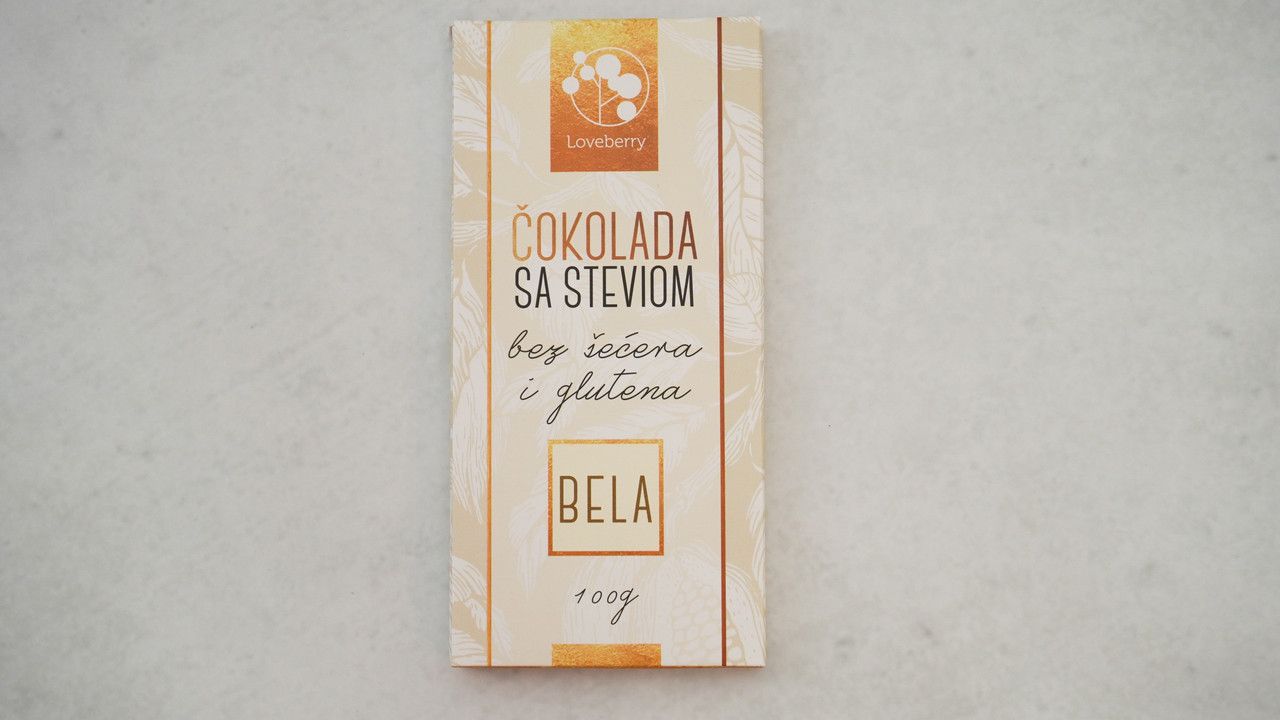 Loveberry
ČOKOLADA
SA STEVIOM
bez šećera
i glutena
BELA
100g